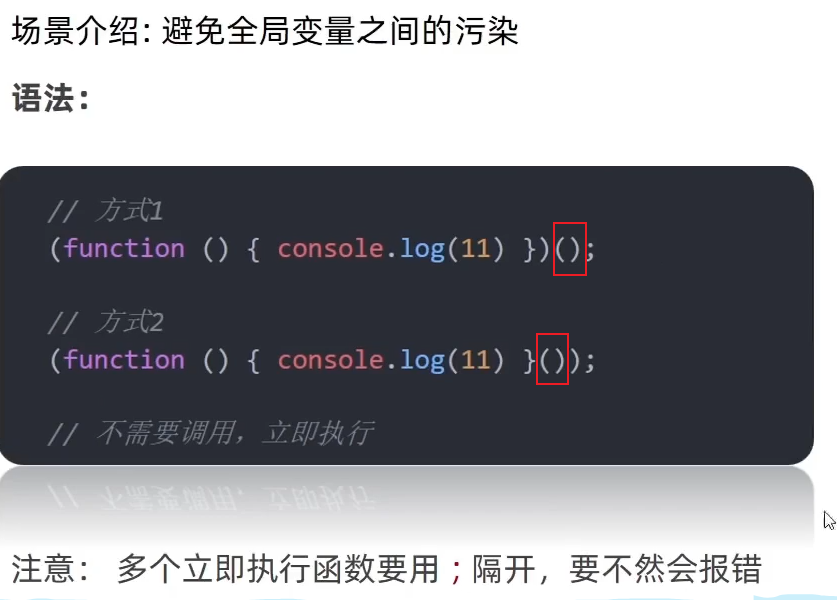 场景介绍: 避免全局变量之间的污染
语法：
// 方式1
(function () { console.log(11) })();
// 方式2
(function () { console.log(11) }());
// 不需要调用，立即执行
注意： 多个立即执行函数要用 ; 隔开，要不然会报错